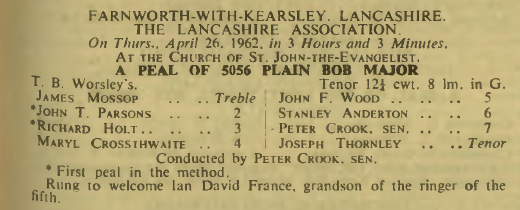 FARNWORTH-WITH-KEARSLEY, LANCASHIRE.
THE LANCASHIRE ASSOCIATION.
On Thurs., April 26, 1962, in 3 Hours and 3 Minutes,
AT THE CHURCH OF ST. JOHN-THE-EVANGELIST,
A PEAL OF 5056 PLAIN BOB MAJOR
T. B. Worsley's. Tenor 12¼ cwt. 8 lm. in G.
JAMES MOSSOP .. .. Treble JOHN F. WOOD .. .. .. 5
*JOHN T. PARSONS .. 2 STANLEY ANDERTON .. .. 6
*RICHARD HOLT .. .. 3 PETER CROOK, SEN. .. .. 7
MARYL CROSSTHWAITE .. 4 JOSEPH THORNLEY .. .. Tenor
Conducted by PETER CROOK, SEN.
* First peal in the method.
Rung to welcome Ian David France, grandson of the ringer of the
fifth.